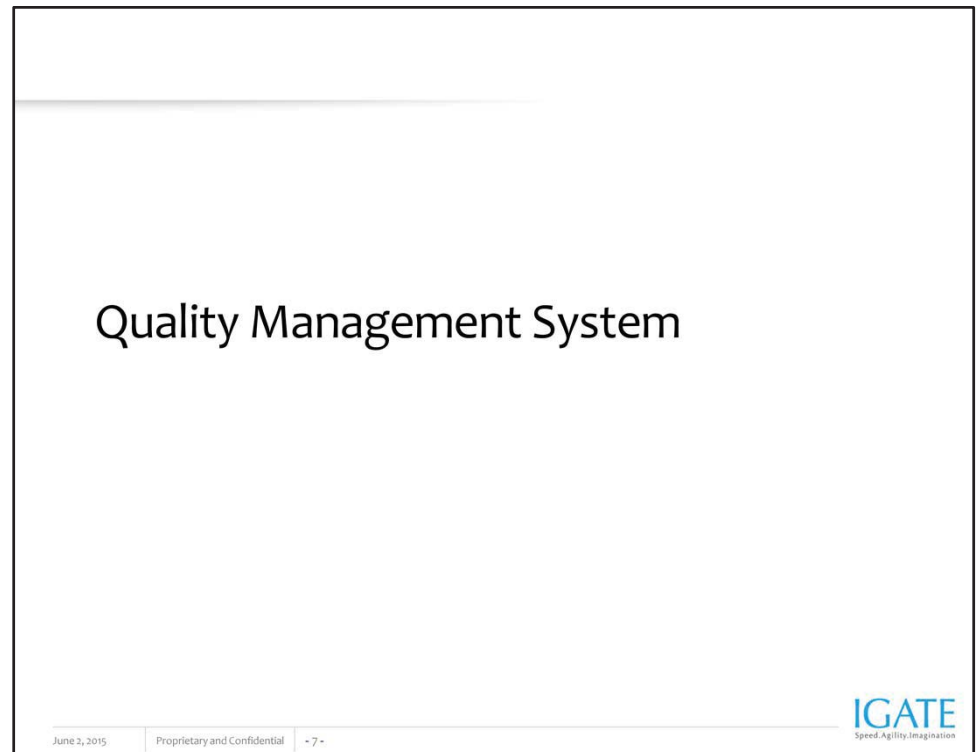 Quality Management System
June 2, 2015 Proprietary and Confidential - 7 -
IGATE
Speed.Agility.Imagination